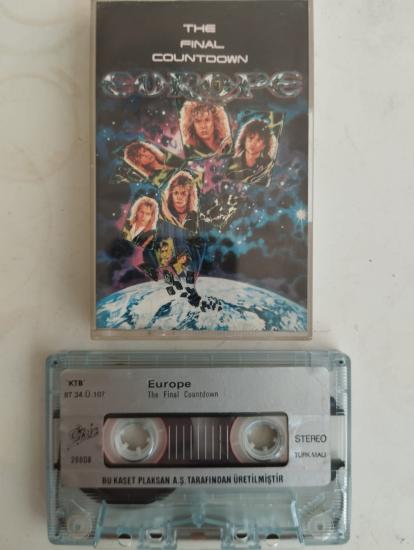 THE
FINAL
COUNTDOWN
EUROPE
"KTB"
87.34.Ü.107
Europe
The Final Countdown
Epic
STEREO
TÜRK MALI
BU KASET PLAKSAN A.Ş. TARAFINDAN ÜRETİLMİŞTİR